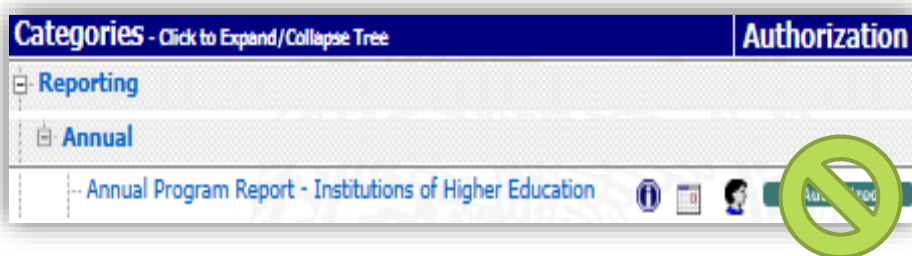 Categories - Click to Expand/Collapse Tree Authorization
Reporting
Annual
Annual Program Report - Institutions of Higher Education